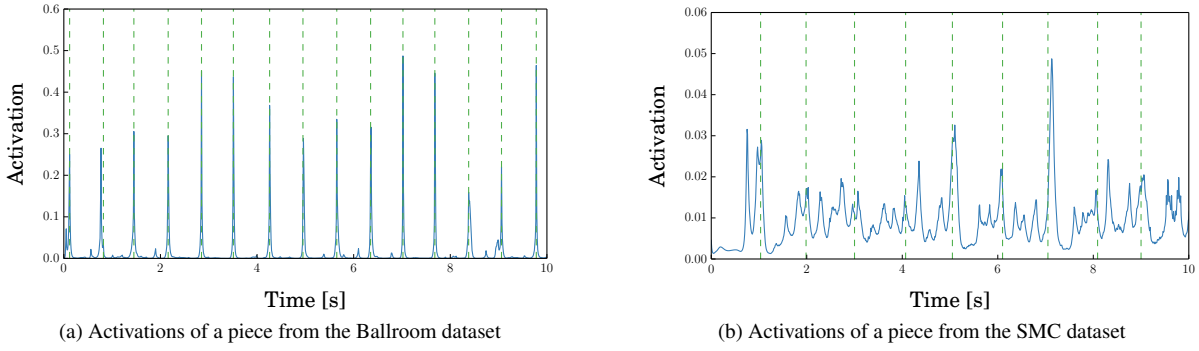 0.6
0.5
0.4
0.3
0.2
0.1
0.0
Activation
0 2 4 6 8 10
Time [s]
(a) Activations of a piece from the Ballroom dataset
0.06
0.05
0.04
0.03
0.02
0.01
0.00
Activation
0 2 4 6 8 10
Time [s]
(b) Activations of a piece from the SMC dataset